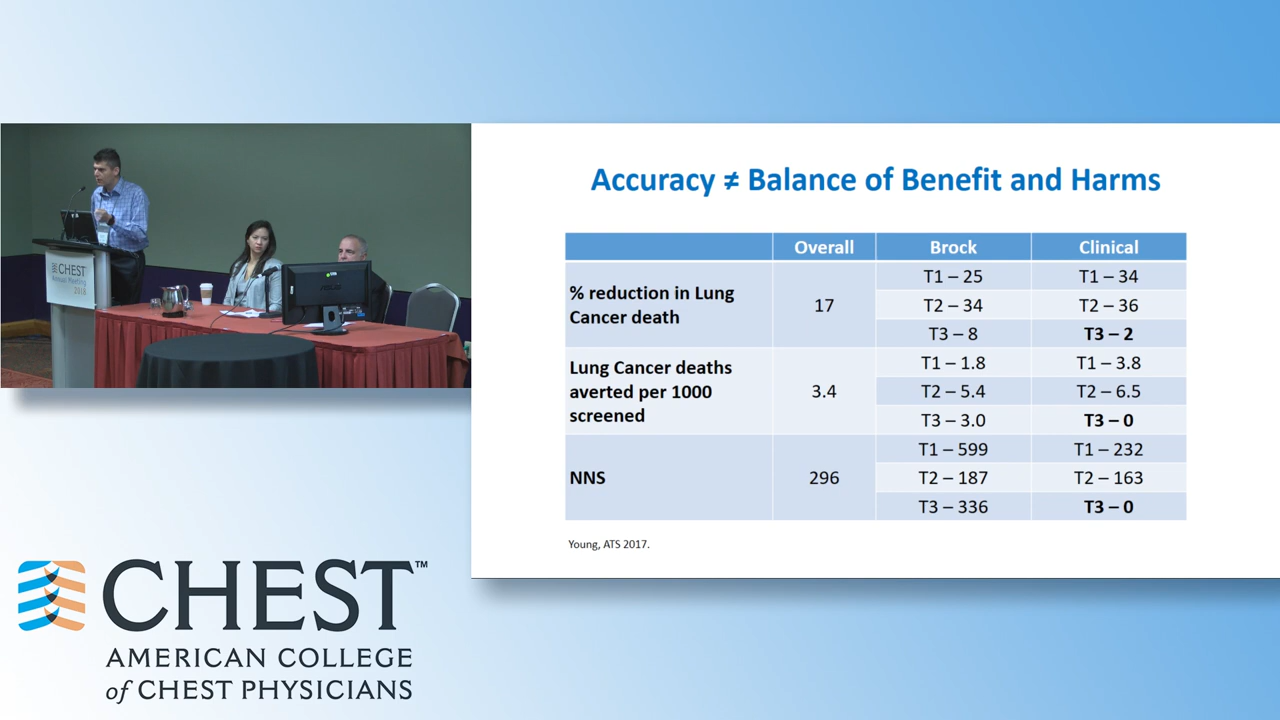 CHEST
Annual Meeting
2018
Accuracy ≠ Balance of Benefit and Harms
Overall
Brock
Clinical
% reduction in Lung
Cancer death
17
T1 – 25
T1 – 34
T2 – 34
T2 – 36
T3 – 8
T3 – 2
Lung Cancer deaths
averted per 1000
screened
3.4
T1 – 1.8
T1 – 3.8
T2 – 5.4
T2 – 6.5
T3 – 3.0
T3 – 0
NNS
296
T1 – 599
T1 – 232
T2 – 187
T2 – 163
T3 – 336
T3 – 0
Young, ATS 2017.
CHEST™
AMERICAN COLLEGE
of CHEST PHYSICIANS